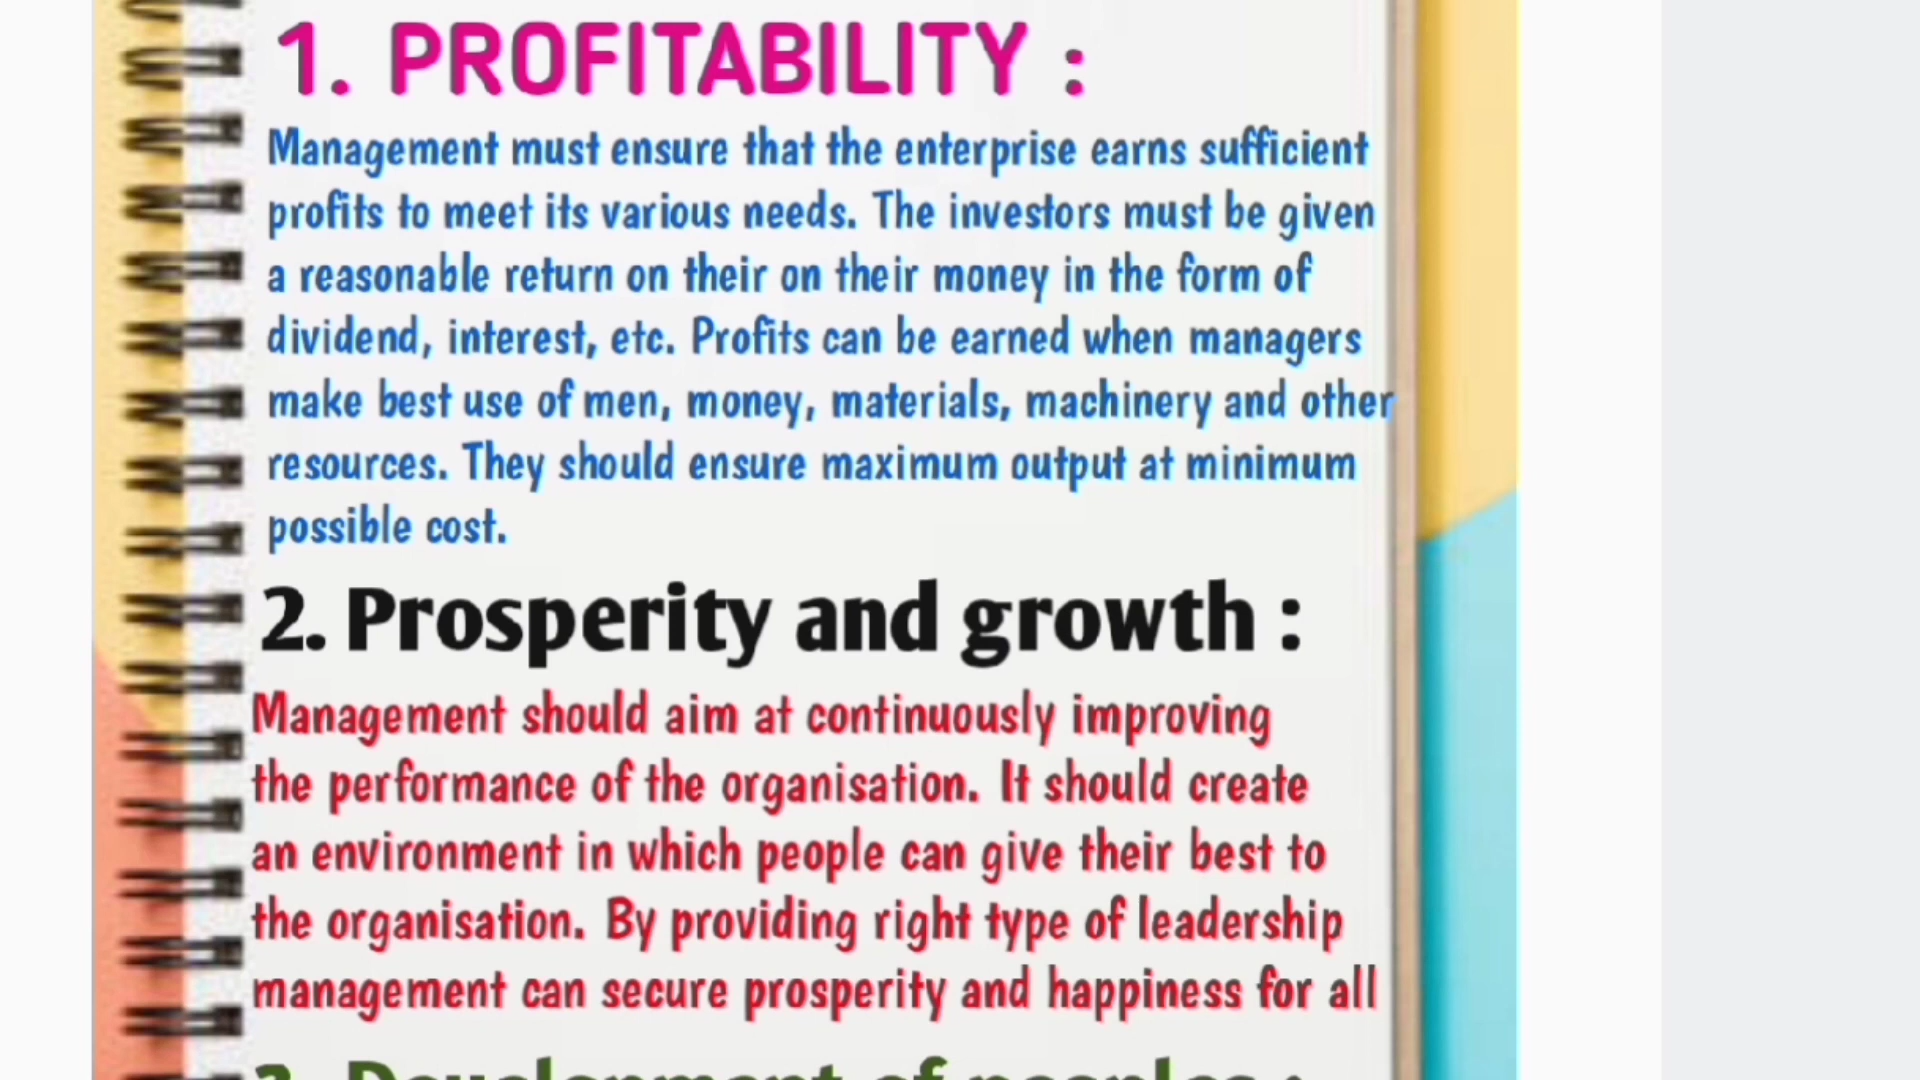 1. PROFITABILITY :
Management must ensure that the enterprise earns sufficient
profits to meet its various needs. The investors must be given
a reasonable return on their on their money in the form of
dividend, interest, etc. Profits can be earned when managers
make best use of men, money, materials, machinery and other
resources. They should ensure maximum output at minimum
possible cost.
2. Prosperity and growth :
Management should aim at continuously improving
the performance of the organisation. It should create
an environment in which people can give their best to
the organisation. By providing right type of leadership
management can secure prosperity and happiness for all
3. Development of peoples :